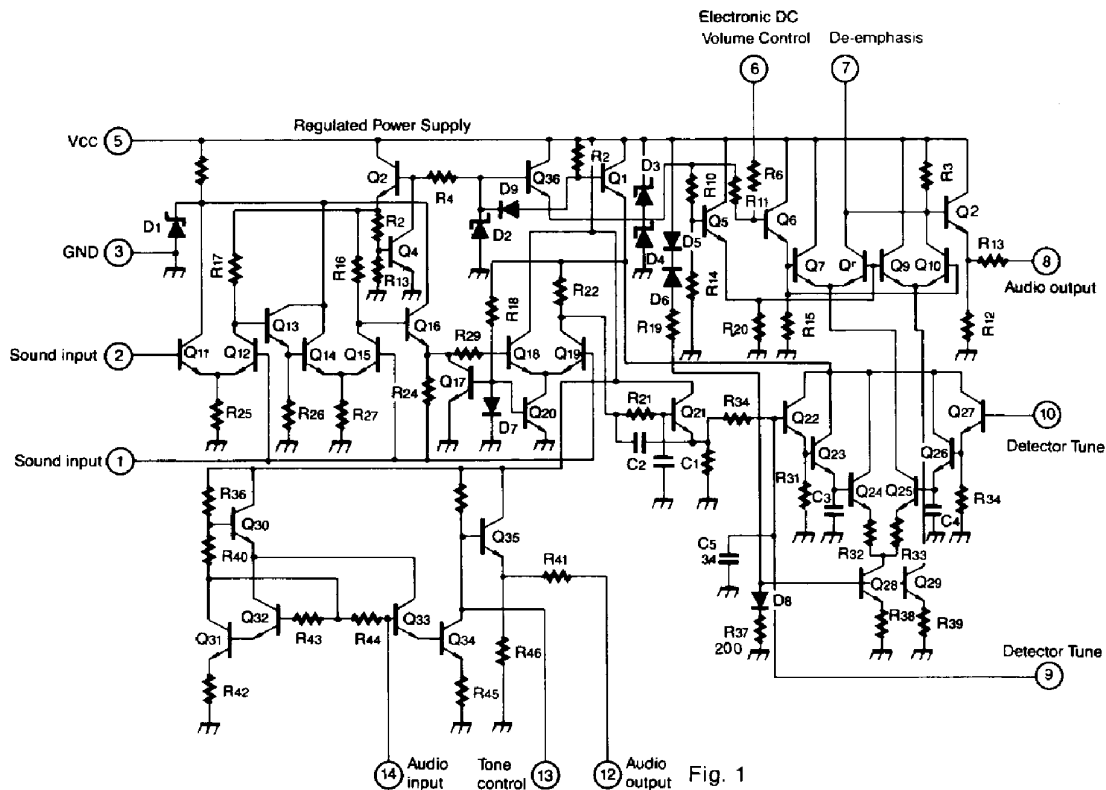 Electronic DC
Volume Control
De-emphasis
6
7
Regulated Power Supply
VCC 5
R2
D3
Q2
R4
Q36
D9
Q1
R10
R11
R6
R3
D1
R2
D2
D4
D5
Q5
Q6
Q2
GND 3
R17
R16
Q4
R13
D6
R14
Q7
Q9
Q10
R13
8
Audio output
R18
R22
R19
R20
R15
R12
Q13
Q16
R29
Sound input 2
Q11
Q12
Q14
Q15
Q17
Q18
Q19
R24
R25
R26
R27
D7
Q20
R21
Q21
R34
Q22
Q27
10
Detector Tune
C2
C1
Q23
Q26
Sound input 1
R31
C3
Q24
Q25
C4
R34
R36
Q30
R40
Q35
R41
C5
34
R32
R33
Q28
Q29
D8
Q31
Q32
R43
R44
Q33
Q34
R46
R37
200
R38
R39
R42
R45
Detector Tune
9
14 Audio
input
Tone
control 13
12 Audio
output
Fig. 1